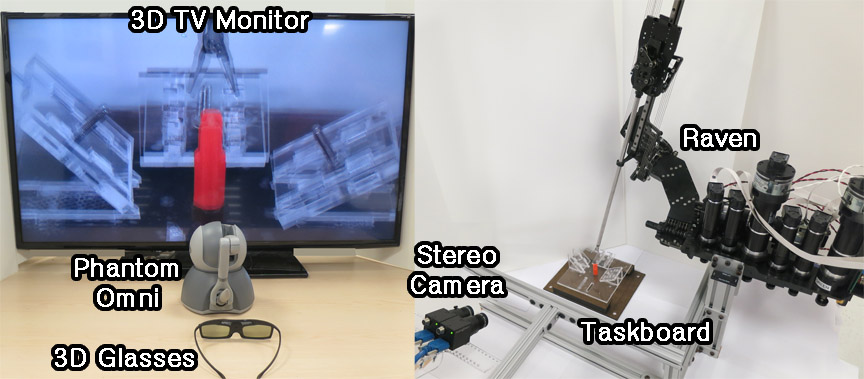 3D TV Monitor
Phantom
Omni
3D Glasses
Raven
Stereo
Camera
Taskboard